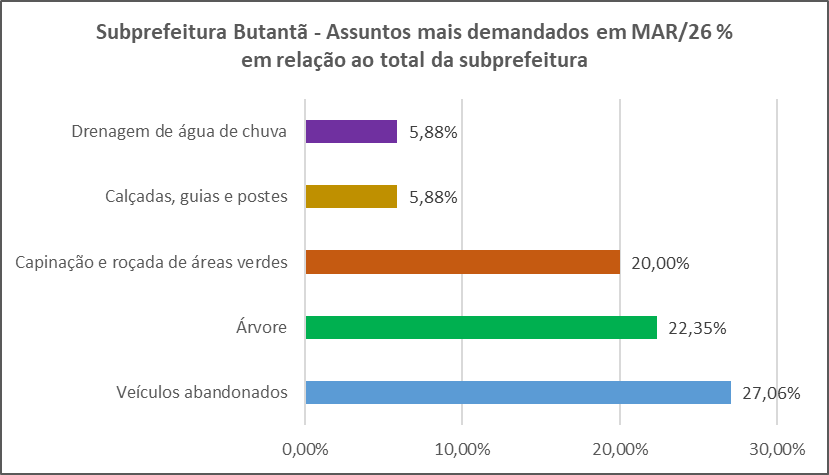 Subprefeitura Butantã - Assuntos mais demandados em MAR/26 %
em relação ao total da subprefeitura
Drenagem de água de chuva 5,88%
Calçadas, guias e postes 5,88%
Capinação e roçada de áreas verdes 20,00%
Árvore 22,35%
Veículos abandonados 27,06%
0,00% 10,00% 20,00% 30,00%